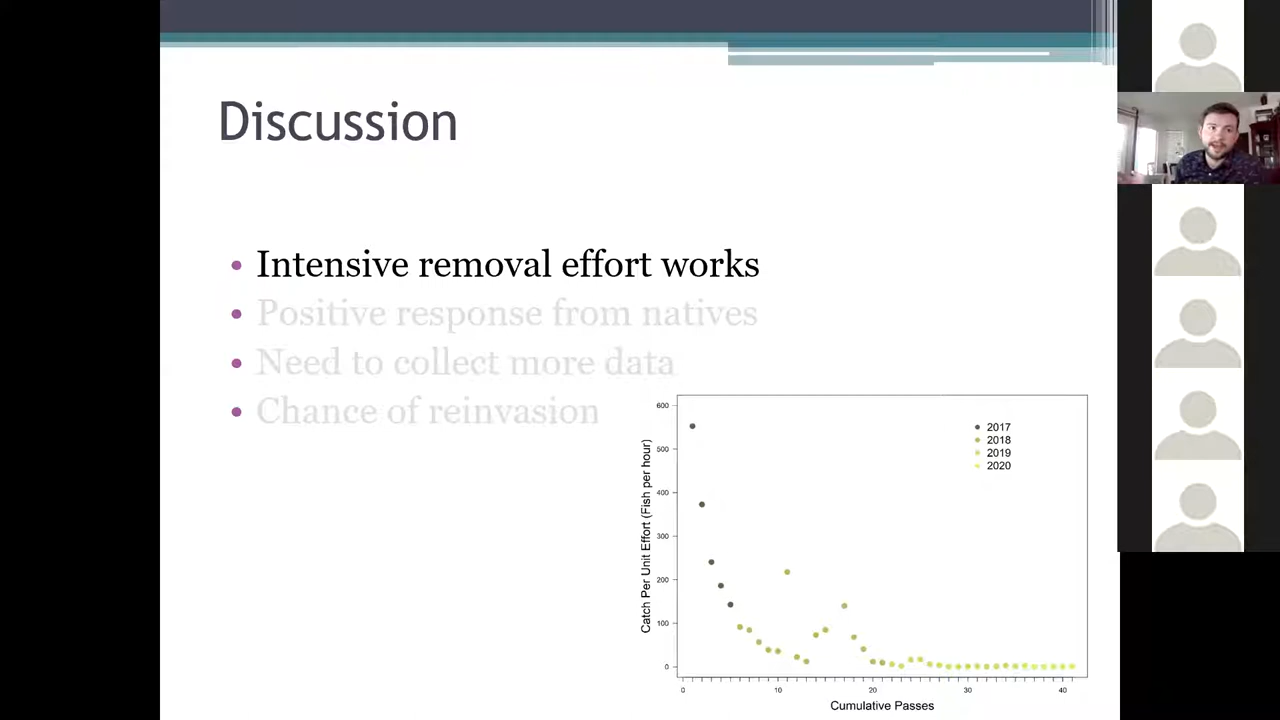 Discussion
Intensive removal effort works
Positive response from natives
Need to collect more data
Chance of reinvasion
600
500
400
300
200
100
0
Catch Per Unit Effort (Fish per hour)
2017
2018
2019
2020
0 10 20 30 40
Cumulative Passes